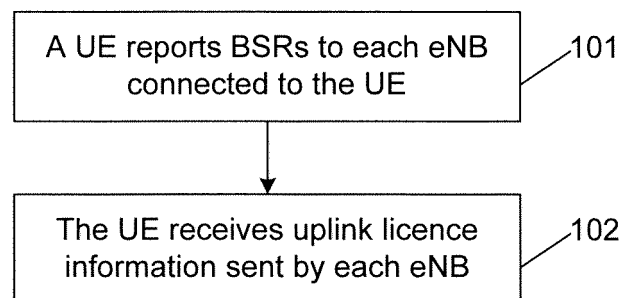 A UE reports BSRs to each eNB
connected to the UE
101
The UE receives uplink licence
information sent by each eNB
102